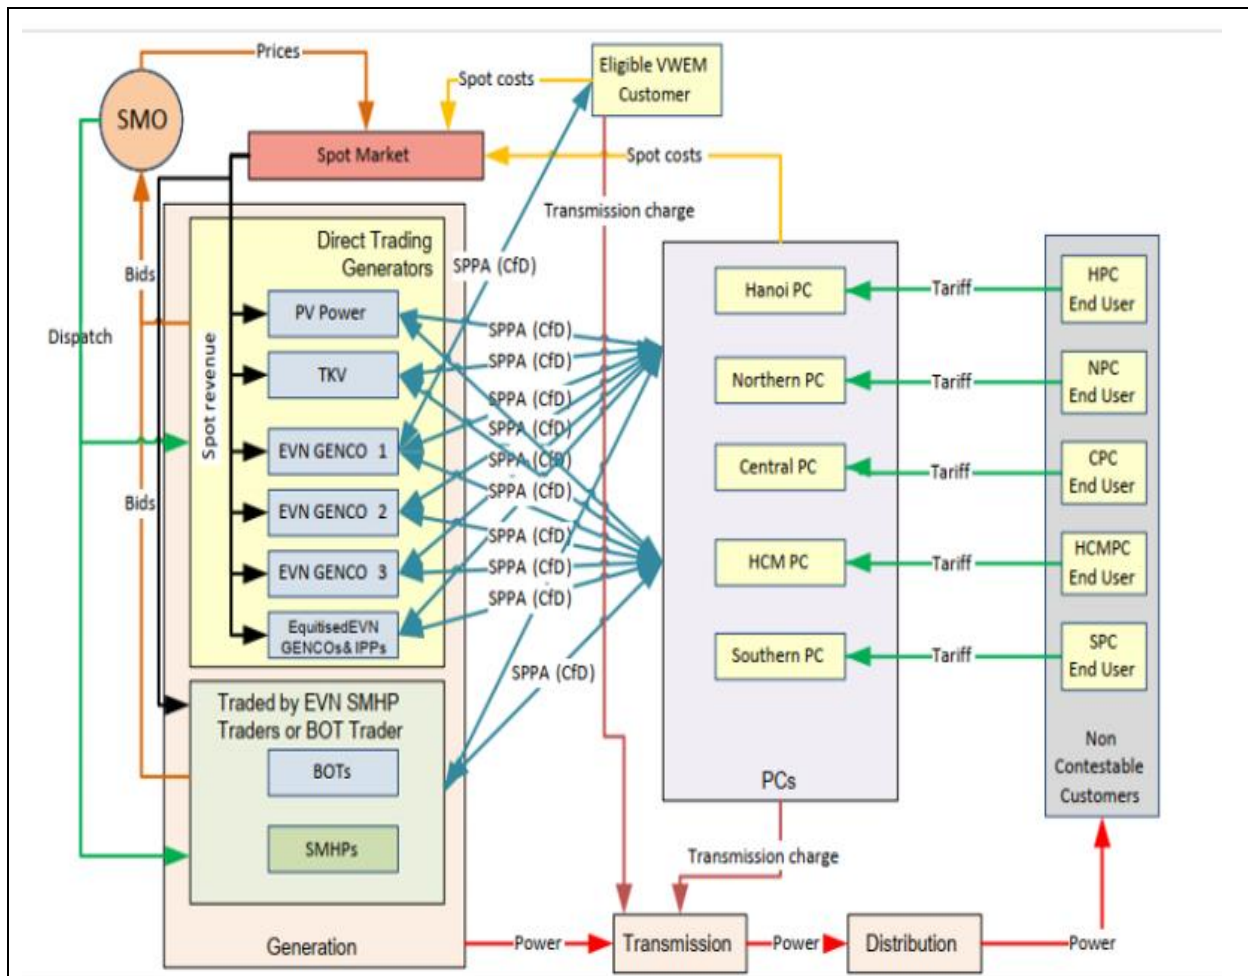 Prices
Eligible VWEM
Customer
Spot costs
SMO
Spot Market
Spot costs
Transmission charge
Direct Trading
Generators
SPPA (CfD)
Bids
Hanoi PC
Tariff
HPC
End User
PV Power
SPPA (CfD)
Dispatch
SPPA (CfD)
TKV
Northern PC
Tariff
NPC
End User
Spot revenue
SPPA (CfD)
SPPA (CfD)
EVN GENCO 1
SPPA (CfD)
Central PC
Tariff
CPC
End User
Bids
SPPA (CfD)
EVN GENCO 2
SPPA (CfD)
HCM PC
Tariff
HCMPC
End User
EVN GENCO 3
SPPA (CfD)
SPPA (CfD)
EquitisedEVN
GENCOs& IPPs
Southern PC
Tariff
SPC
End User
SPPA (CfD)
Traded by EVN SMHP
Traders or BOT Trader
BOTs
SMHPs
PCs
Non
Contestable
Customers
Transmission charge
Generation
Power
Transmission
Power
Distribution
Power